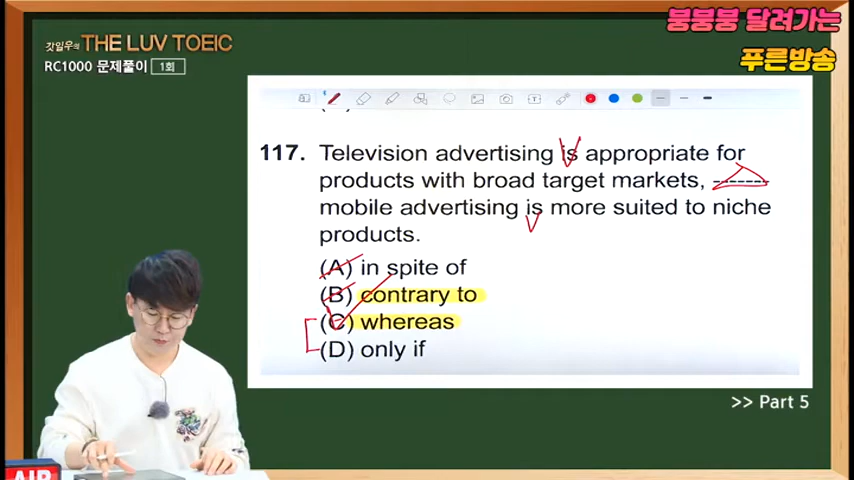 붕붕붕 달려가는
푸른방송
갓일우의 THE LUV TOEIC
RC1000 문제풀이 1회
117. Television advertising is appropriate for
products with broad target markets, -------
mobile advertising is more suited to niche
products.
(A) in spite of
(B) contrary to
(C) whereas
(D) only if
>> Part 5